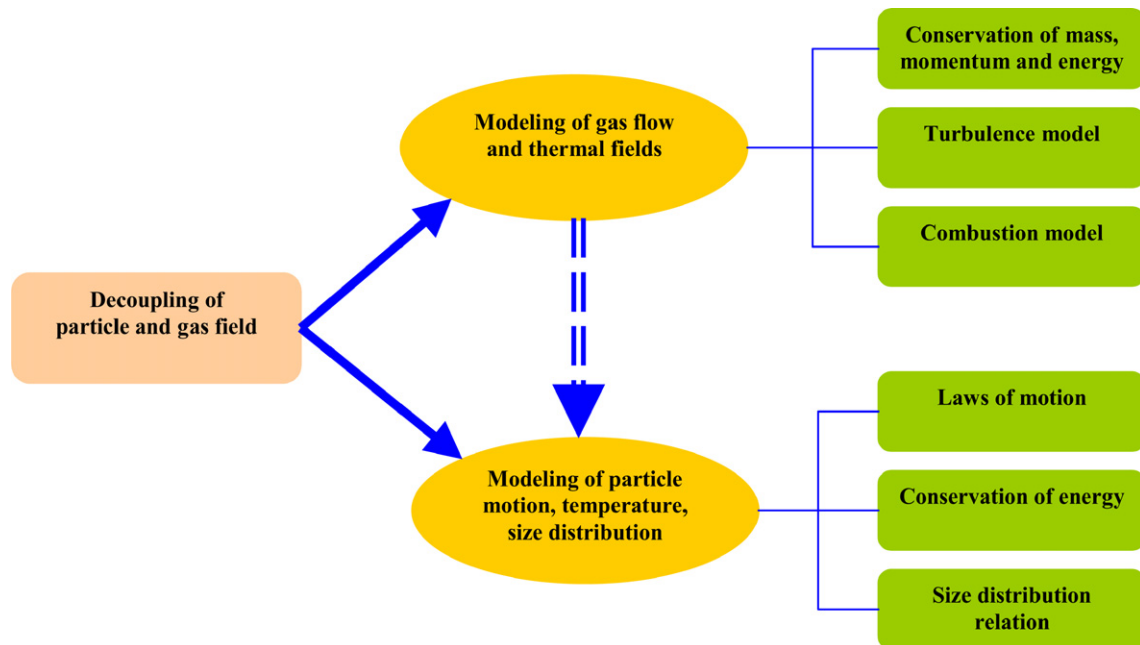 Conservation of mass,
momentum and energy
Modeling of gas flow
and thermal fields
Turbulence model
Combustion model
Decoupling of
particle and gas field
Laws of motion
Modeling of particle
motion, temperature,
size distribution
Conservation of energy
Size distribution
relation